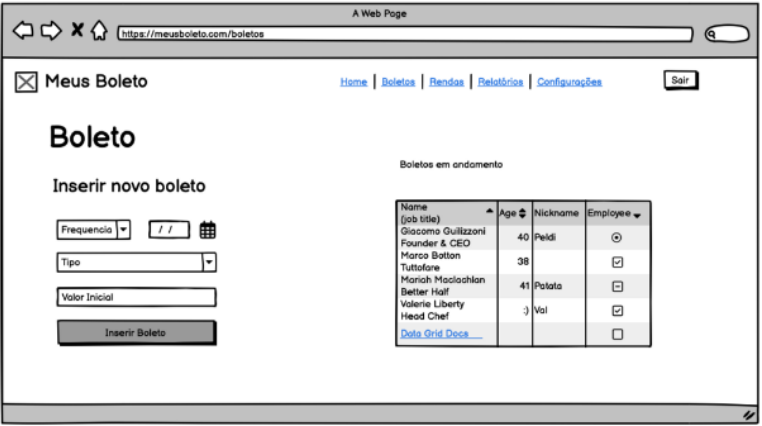 A Web Page
https://meusboleto.com/boletos
Meus Boleto
Home | Boletos | Rendas | Relatórios | Configurações
Sair
Boleto
Boletos em andamento
Inserir novo boleto
Frequencia
/ /
Tipo
Valor Inicial
Inserir Boleto
Name
(job title) Age Nickname Employee
Giacomo Guilizzoni
Founder & CEO 40 Peldi
Marco Botton
Tuttofare 38
Mariah Maclachlan
Better Half 41 Patata
Valerie Liberty
Head Chef :) Val
Data Grid Docs